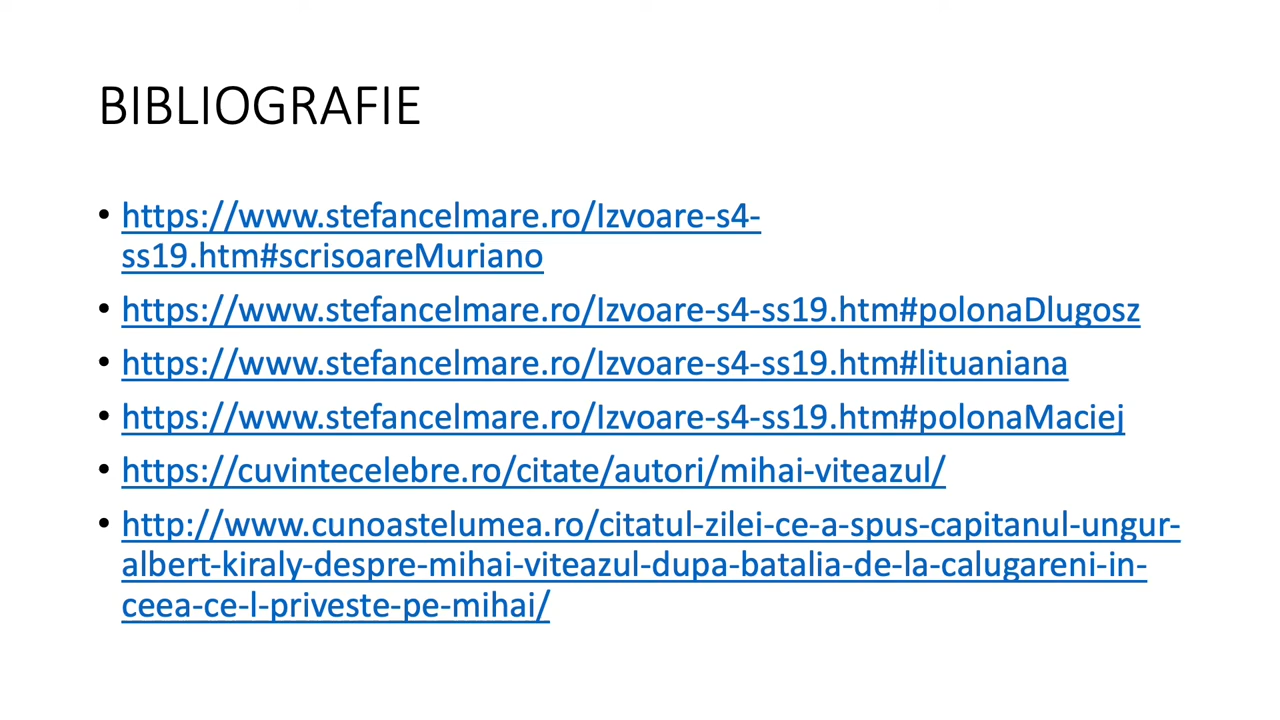 BIBLIOGRAFIE
• https://www.stefancelmare.ro/Izvoare-s4-
ss19.htm#scrisoareMuriano
• https://www.stefancelmare.ro/Izvoare-s4-ss19.htm#polonaDlugosz
• https://www.stefancelmare.ro/Izvoare-s4-ss19.htm#lituaniana
• https://www.stefancelmare.ro/Izvoare-s4-ss19.htm#polonaMaciej
• https://cuvintecelebre.ro/citate/autori/mihai-viteazul/
• http://www.cunoastelumea.ro/citatul-zilei-ce-a-spus-capitanul-ungur-
albert-kiraly-despre-mihai-viteazul-dupa-batalia-de-la-calugareni-in-
ceea-ce-l-priveste-pe-mihai/